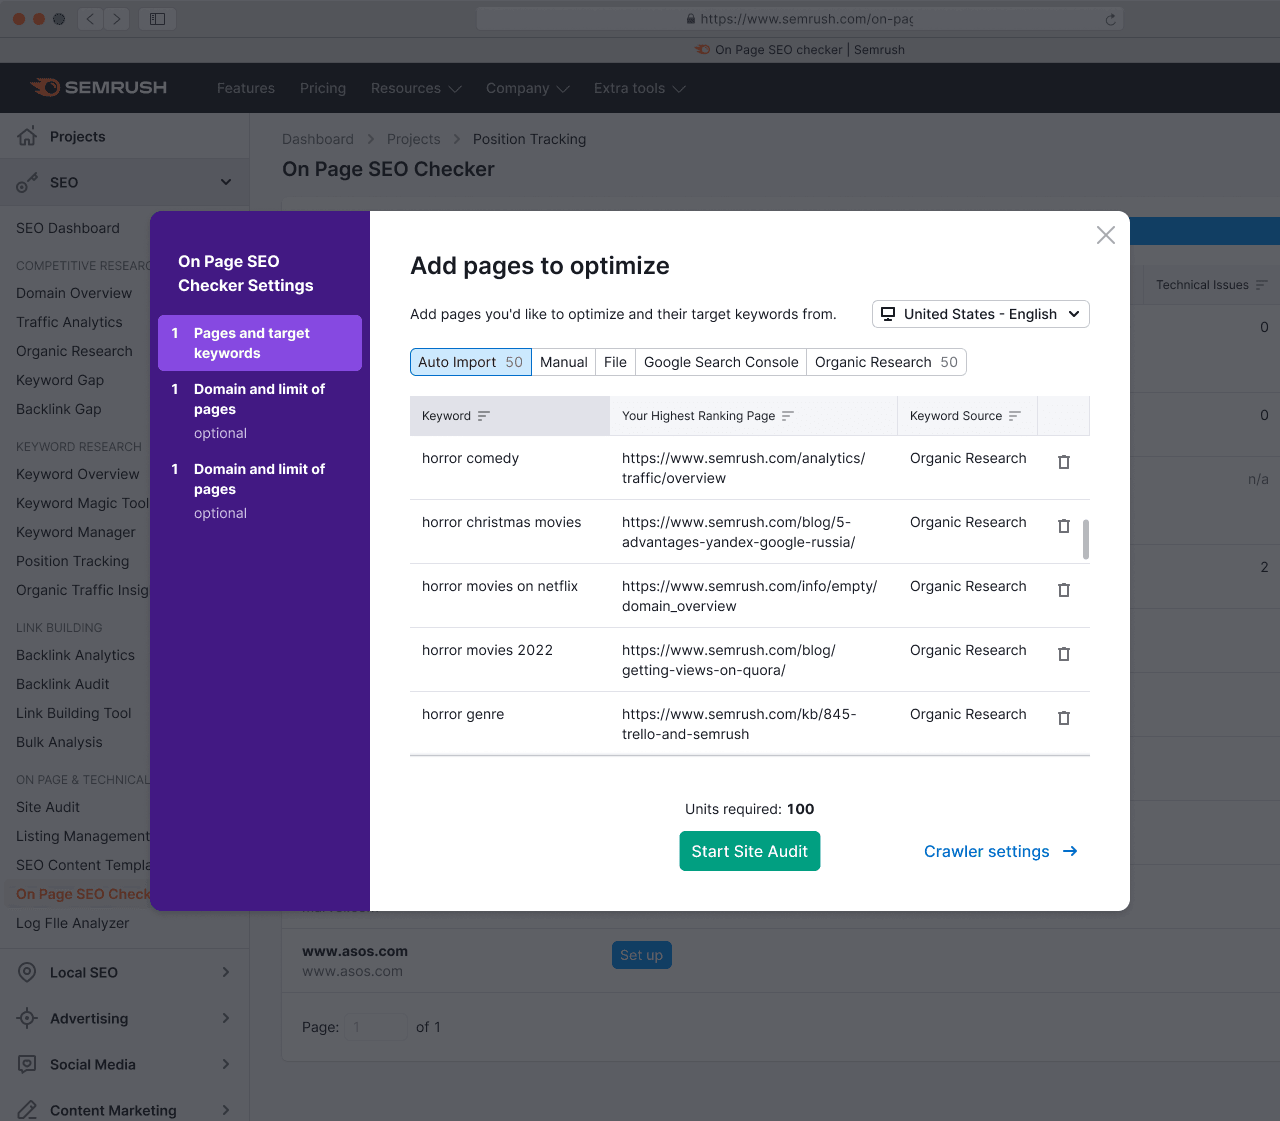 https://www.semrush.com/on-pag
On Page SEO checker | Semrush
SEMRUSH
Features
Pricing
Resources
Company
Extra tools
Projects
SEO
SEO Dashboard
COMPETITIVE RESEARC
Domain Overview
Traffic Analytics
Organic Research
Keyword Gap
Backlink Gap
KEYWORD RESEARCH
Keyword Overview
Keyword Magic Tool
Keyword Manager
Position Tracking
Organic Traffic Insig
LINK BUILDING
Backlink Analytics
Backlink Audit
Link Building Tool
Bulk Analysis
ON PAGE & TECHNICAL
Site Audit
Listing Management
SEO Content Templa
On Page SEO Check
Log FIle Analyzer
Local SEO
Advertising
Social Media
Content Marketing
Dashboard > Projects > Position Tracking
On Page SEO Checker
Technical Issues
0
0
n/a
2
On Page SEO
Checker Settings
1 Pages and target
keywords
1 Domain and limit of
pages
optional
1 Domain and limit of
pages
optional
Add pages to optimize
Add pages you'd like to optimize and their target keywords from.
United States - English
Auto Import 50
Manual
File
Google Search Console
Organic Research 50
Keyword
Your Highest Ranking Page
Keyword Source
horror comedy
https://www.semrush.com/analytics/
traffic/overview
Organic Research
horror christmas movies
https://www.semrush.com/blog/5-
advantages-yandex-google-russia/
Organic Research
horror movies on netflix
https://www.semrush.com/info/empty/
domain_overview
Organic Research
horror movies 2022
https://www.semrush.com/blog/
getting-views-on-quora/
Organic Research
horror genre
https://www.semrush.com/kb/845-
trello-and-semrush
Organic Research
Units required: 100
Start Site Audit
Crawler settings
www.asos.com
www.asos.com
Set up
Page: 1 of 1